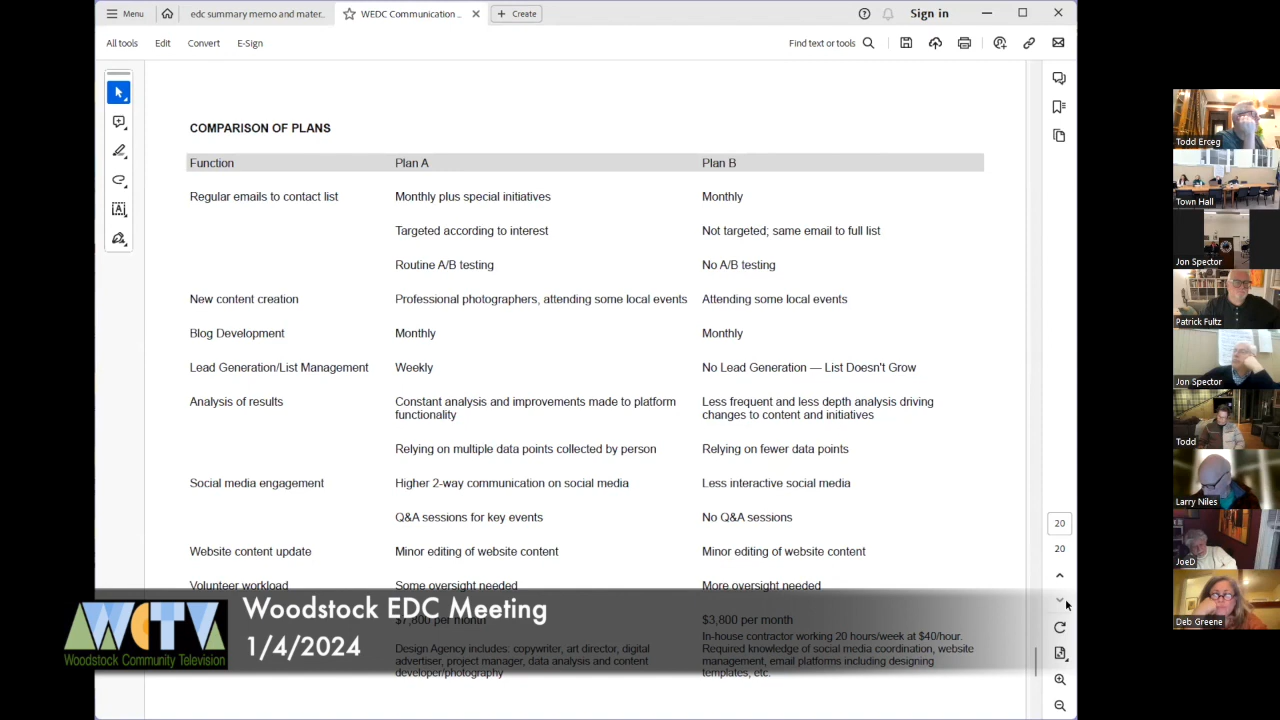 Menu
edc summary memo and mater...
WEDC Communication ...
Create
Sign in
All tools
Edit
Convert
E-Sign
Find text or tools
COMPARISON OF PLANS
Function Plan A Plan B
Regular emails to contact list Monthly plus special initiatives Monthly
Targeted according to interest Not targeted; same email to full list
Routine A/B testing No A/B testing
New content creation Professional photographers, attending some local events Attending some local events
Blog Development Monthly Monthly
Lead Generation/List Management Weekly No Lead Generation — List Doesn't Grow
Analysis of results Constant analysis and improvements made to platform Less frequent and less depth analysis driving
functionality changes to content and initiatives
Relying on multiple data points collected by person Relying on fewer data points
Social media engagement Higher 2-way communication on social media Less interactive social media
Q&A sessions for key events No Q&A sessions
Website content update Minor editing of website content Minor editing of website content
Volunteer workload Some oversight needed More oversight needed
$7,800 per month $3,800 per month
In-house contractor working 20 hours/week at $40/hour.
Design Agency includes: copywriter, art director, digital Required knowledge of social media coordination, website
advertiser, project manager, data analysis and content management, email platforms including designing
developer/photography templates, etc.
20
20
Todd Erceg
Town Hall
Jon Spector
Patrick Fultz
Jon Spector
Todd
Larry Niles
JoeD
Deb Greene
WCTV
Woodstock Community Television
Woodstock EDC Meeting
1/4/2024